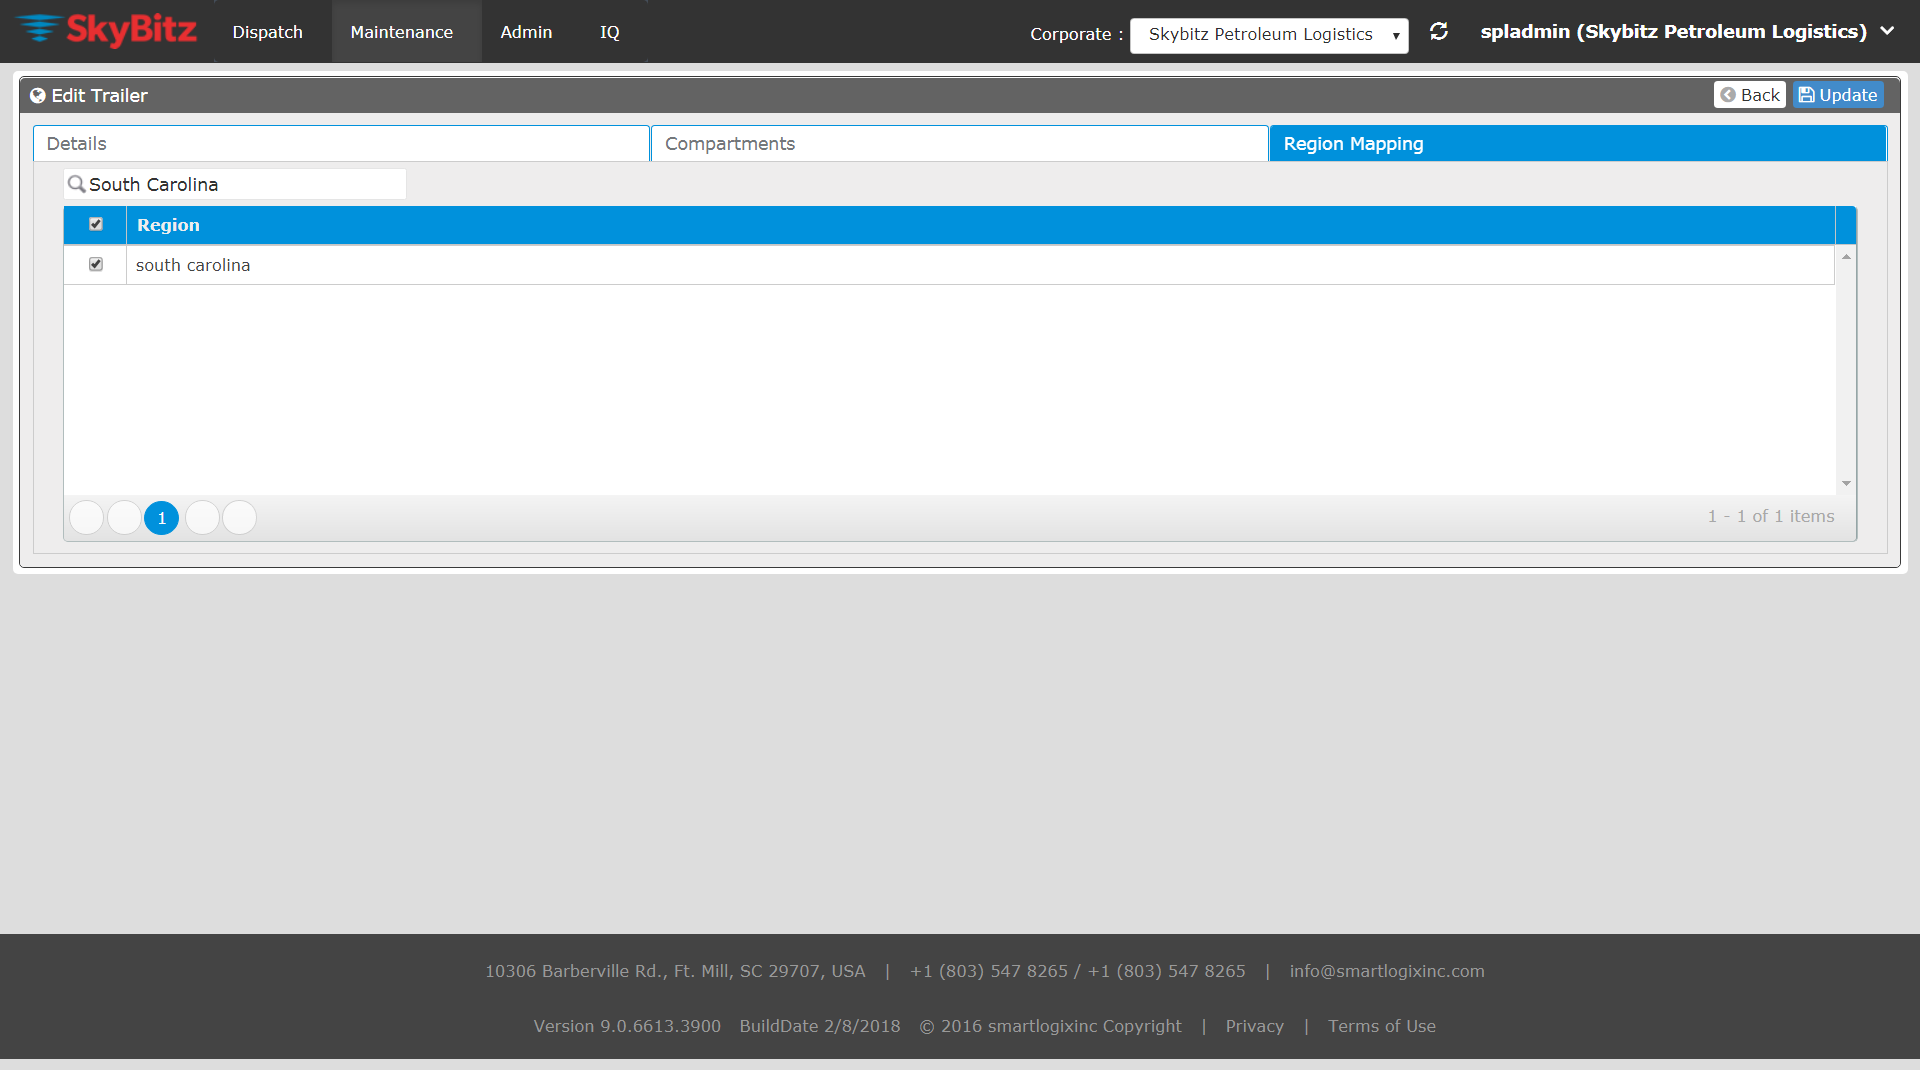 SkyBitz Dispatch Maintenance Admin IQ Corporate : Skybitz Petroleum Logistics spladmin (Skybitz Petroleum Logistics)
Edit Trailer Back Update
Details Compartments Region Mapping
South Carolina
Region
south carolina
1 1 - 1 of 1 items
10306 Barberville Rd., Ft. Mill, SC 29707, USA | +1 (803) 547 8265 / +1 (803) 547 8265 | info@smartlogixinc.com
Version 9.0.6613.3900 BuildDate 2/8/2018 © 2016 smartlogixinc Copyright | Privacy | Terms of Use